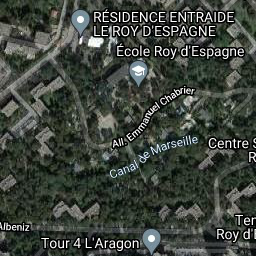 RÉSIDENCE ENTRAIDE
LE ROY D'ESPAGNE
École Roy d'Espagne
All. Emmanuel Chabrier
Canal de Marseille
Centre S
R
Albeniz
Ten
Roy d'
Tour 4 L'Aragon